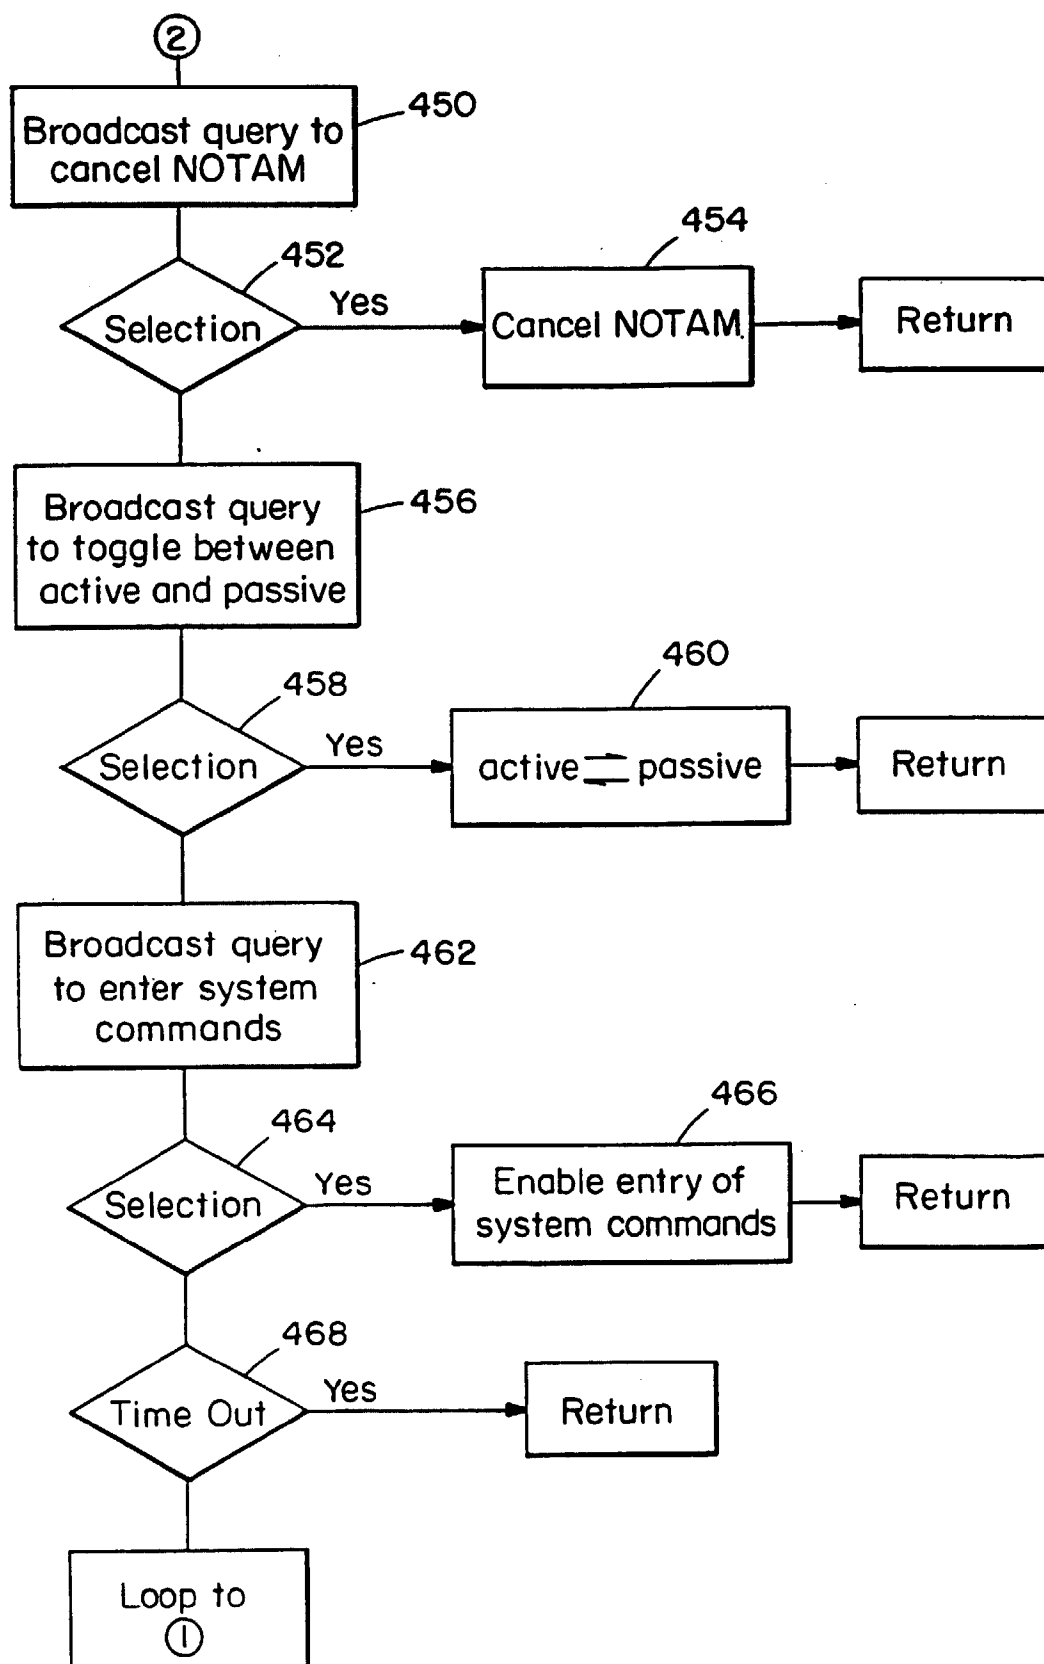 2
450
Broadcast query to
cancel NOTAM
452
Selection
Yes
454
Cancel NOTAM
Return
456
Broadcast query
to toggle between
active and passive
458
Selection
Yes
460
active ⇌ passive
Return
462
Broadcast query
to enter system
commands
464
Selection
Yes
466
Enable entry of
system commands
Return
468
Time Out
Yes
Return
Loop to
1